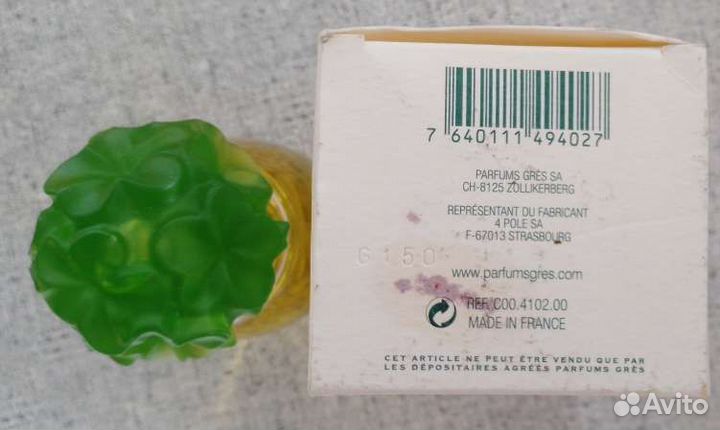 7 640111 494027
PARFUMS GRÈS SA
CH-8125 ZOLLIKERBERG
REPRÉSENTANT DU FABRICANT
4 POLE SA
F-67013 STRASBOURG
G150
www.parfumsgres.com
REF. C00.4102.00
MADE IN FRANCE
CET ARTICLE NE PEUT ÊTRE VENDU QUE PAR
LES DÉPOSITAIRES AGRÉÉS PARFUMS GRÈS
Avito